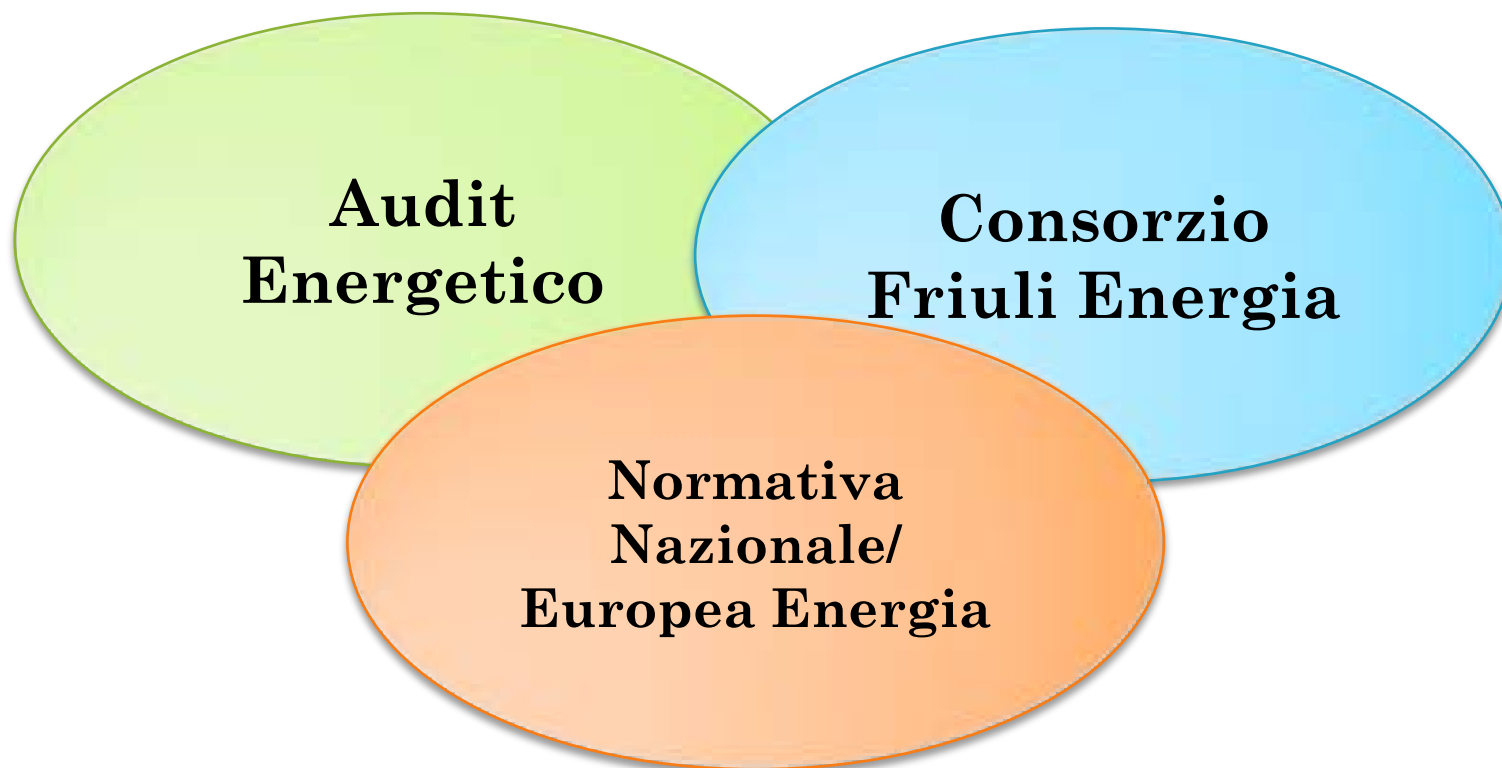 Audit
Energetico
Consorzio
Friuli Energia
Normativa
Nazionale/
Europea Energia